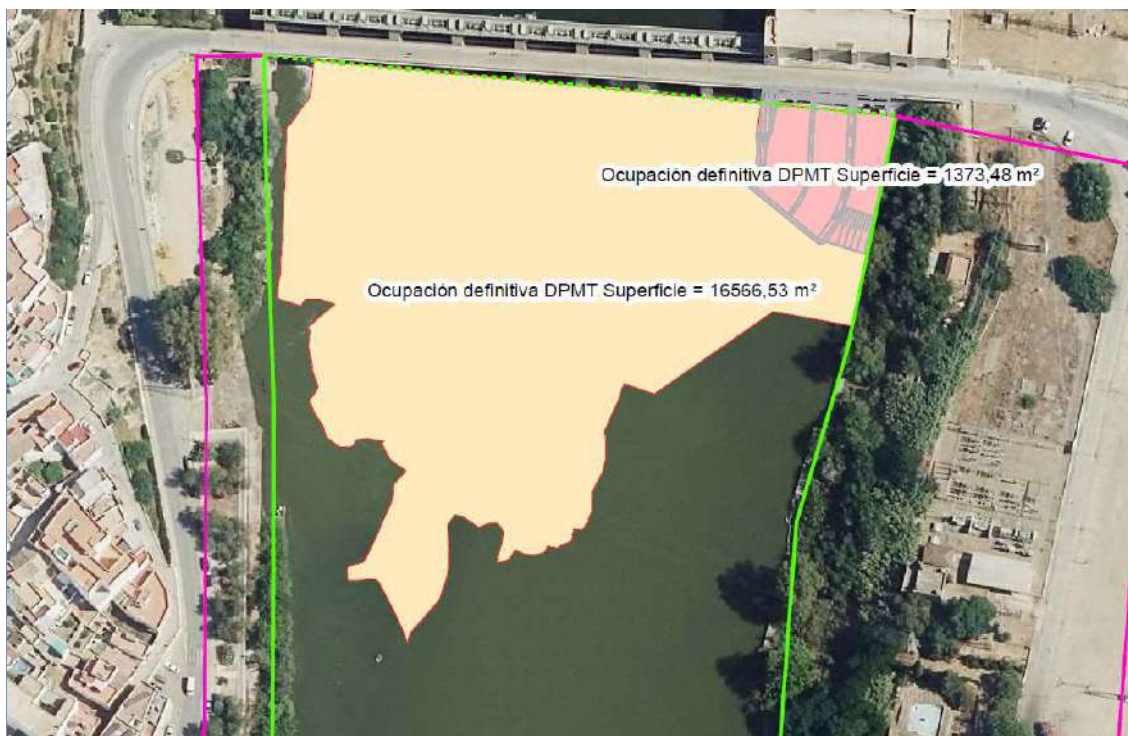 Ocupación definitiva DPMT Superficie = 1373,48 m²
Ocupación definitiva DPMT Superficie = 16566,53 m²